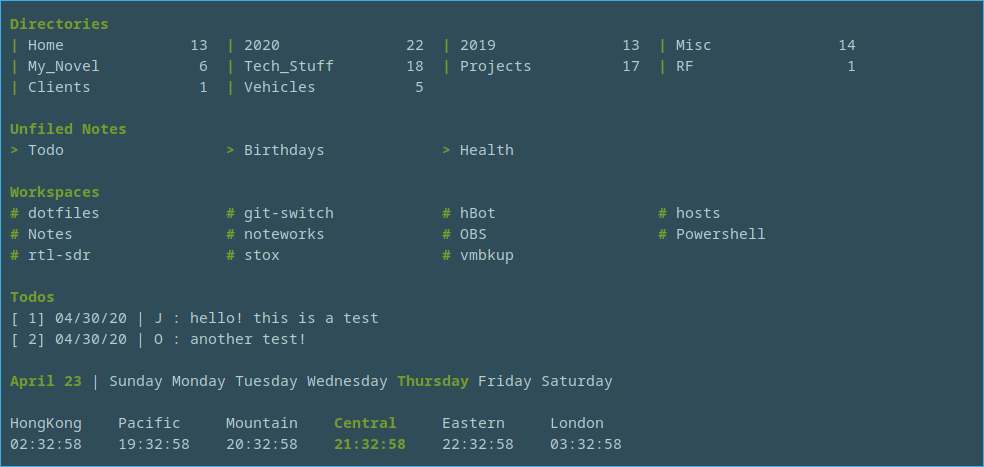 Directories
| Home 13 | 2020 22 | 2019 13 | Misc 14
| My_Novel 6 | Tech_Stuff 18 | Projects 17 | RF 1
| Clients 1 | Vehicles 5
Unfiled Notes
> Todo > Birthdays > Health
Workspaces
# dotfiles # git-switch # hBot # hosts
# Notes # noteworks # OBS # Powershell
# rtl-sdr # stox # vmbkup
Todos
[ 1] 04/30/20 | J : hello! this is a test
[ 2] 04/30/20 | O : another test!
April 23 | Sunday Monday Tuesday Wednesday Thursday Friday Saturday
HongKong Pacific Mountain Central Eastern London
02:32:58 19:32:58 20:32:58 21:32:58 22:32:58 03:32:58